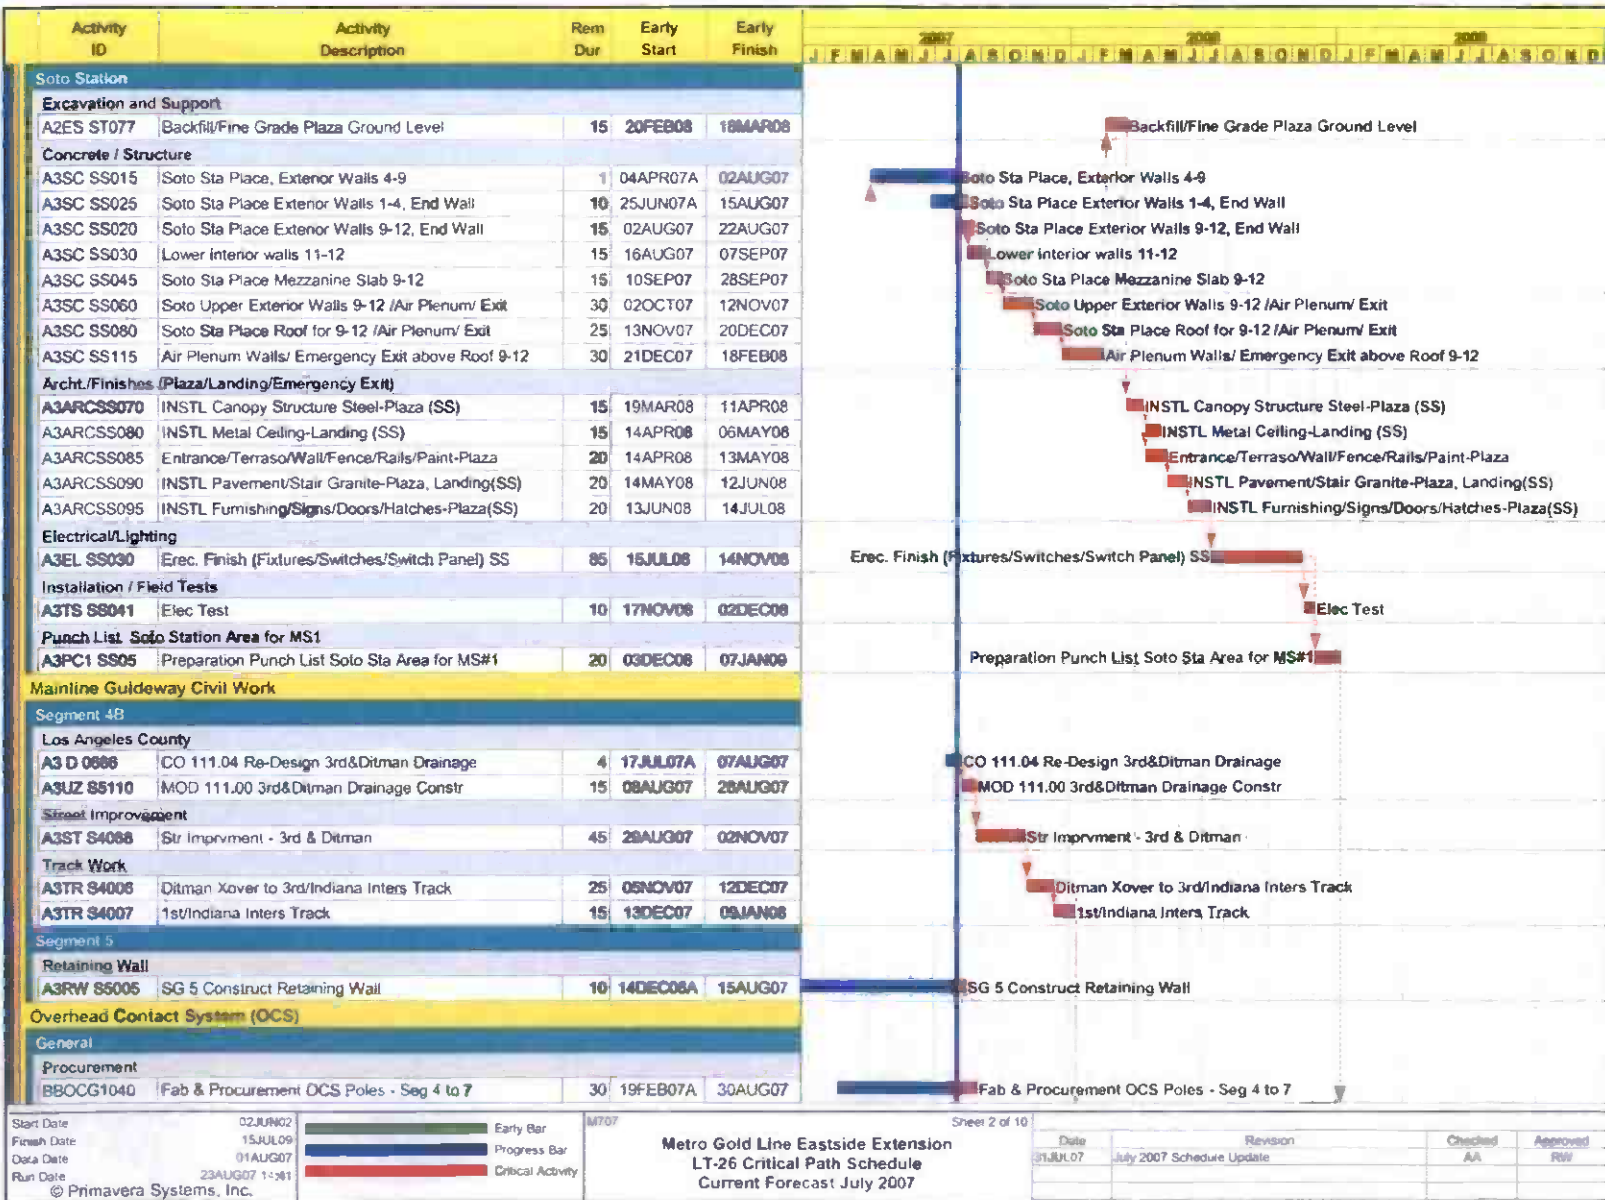 Activity ID Activity Description Rem Dur Early Start Early Finish 2007 2008 2009
J F M A M J J A S O N D J F M A M J J A S O N D J F M A M J J A S O N D
Soto Station
Excavation and Support
A2ES ST077 Backfill/Fine Grade Plaza Ground Level 15 20FEB08 18MAR08 Backfill/Fine Grade Plaza Ground Level
Concrete / Structure
A3SC SS015 Soto Sta Place, Exterior Walls 4-9 1 04APR07A 02AUG07 Soto Sta Place, Exterior Walls 4-9
A3SC SS025 Soto Sta Place Exterior Walls 1-4, End Wall 10 25JUN07A 15AUG07 Soto Sta Place Exterior Walls 1-4, End Wall
A3SC SS020 Soto Sta Place Exterior Walls 9-12, End Wall 15 02AUG07 22AUG07 Soto Sta Place Exterior Walls 9-12, End Wall
A3SC SS030 Lower interior walls 11-12 15 16AUG07 07SEP07 Lower interior walls 11-12
A3SC SS045 Soto Sta Place Mezzanine Slab 9-12 15 10SEP07 28SEP07 Soto Sta Place Mezzanine Slab 9-12
A3SC SS060 Soto Upper Exterior Walls 9-12 /Air Plenum/ Exit 30 02OCT07 12NOV07 Soto Upper Exterior Walls 9-12 /Air Plenum/ Exit
A3SC SS080 Soto Sta Place Roof for 9-12 /Air Plenum/ Exit 25 13NOV07 20DEC07 Soto Sta Place Roof for 9-12 /Air Plenum/ Exit
A3SC SS115 Air Plenum Walls/ Emergency Exit above Roof 9-12 30 21DEC07 18FEB08 Air Plenum Walls/ Emergency Exit above Roof 9-12
Archt./Finishes (Plaza/Landing/Emergency Exit)
A3ARCSS070 INSTL Canopy Structure Steel-Plaza (SS) 15 19MAR08 11APR08 INSTL Canopy Structure Steel-Plaza (SS)
A3ARCSS080 INSTL Metal Ceiling-Landing (SS) 15 14APR08 06MAY08 INSTL Metal Ceiling-Landing (SS)
A3ARCSS085 Entrance/Terraso/Wall/Fence/Rails/Paint-Plaza 20 14APR08 13MAY08 Entrance/Terraso/Wall/Fence/Rails/Paint-Plaza
A3ARCSS090 INSTL Pavement/Stair Granite-Plaza, Landing(SS) 20 14MAY08 12JUN08 INSTL Pavement/Stair Granite-Plaza, Landing(SS)
A3ARCSS095 INSTL Furnishing/Signs/Doors/Hatches-Plaza(SS) 20 13JUN08 14JUL08 INSTL Furnishing/Signs/Doors/Hatches-Plaza(SS)
Electrical/Lighting
A3EL SS030 Erec. Finish (Fixtures/Switches/Switch Panel) SS 85 15JUL08 14NOV08 Erec. Finish (Fixtures/Switches/Switch Panel) SS
Installation / Field Tests
A3TS SS041 Elec Test 10 17NOV08 02DEC08 Elec Test
Punch List Soto Station Area for MS1
A3PC1 SS05 Preparation Punch List Soto Sta Area for MS#1 20 03DEC08 07JAN09 Preparation Punch List Soto Sta Area for MS#1
Mainline Guideway Civil Work
Segment 4B
Los Angeles County
A3 D 0686 CO 111.04 Re-Design 3rd&Ditman Drainage 4 17JUL07A 07AUG07 CO 111.04 Re-Design 3rd&Ditman Drainage
A3UZ S5110 MOD 111.00 3rd&Ditman Drainage Constr 15 08AUG07 28AUG07 MOD 111.00 3rd&Ditman Drainage Constr
Street Improvement
A3ST S4088 Str Imprvment - 3rd & Ditman 45 29AUG07 02NOV07 Str Imprvment - 3rd & Ditman
Track Work
A3TR S4006 Ditman Xover to 3rd/Indiana Inters Track 25 05NOV07 12DEC07 Ditman Xover to 3rd/Indiana Inters Track
A3TR S4007 1st/Indiana Inters Track 15 13DEC07 09JAN08 1st/Indiana Inters Track
Segment 5
Retaining Wall
A3RW S5005 SG 5 Construct Retaining Wall 10 14DEC06A 15AUG07 SG 5 Construct Retaining Wall
Overhead Contact System (OCS)
General
Procurement
BBOCG1040 Fab & Procurement OCS Poles - Seg 4 to 7 30 19FEB07A 30AUG07 Fab & Procurement OCS Poles - Seg 4 to 7
Start Date 02JUN02
Finish Date 15JUL09
Data Date 01AUG07
Run Date 23AUG07
© Primavera Systems, Inc.
Early Bar
Progress Bar
Critical Activity
M707
Metro Gold Line Eastside Extension
LT-26 Critical Path Schedule
Current Forecast July 2007
Sheet 2 of 10
Date Revision Checked Approved
31JUL07 July 2007 Schedule Update AA RW